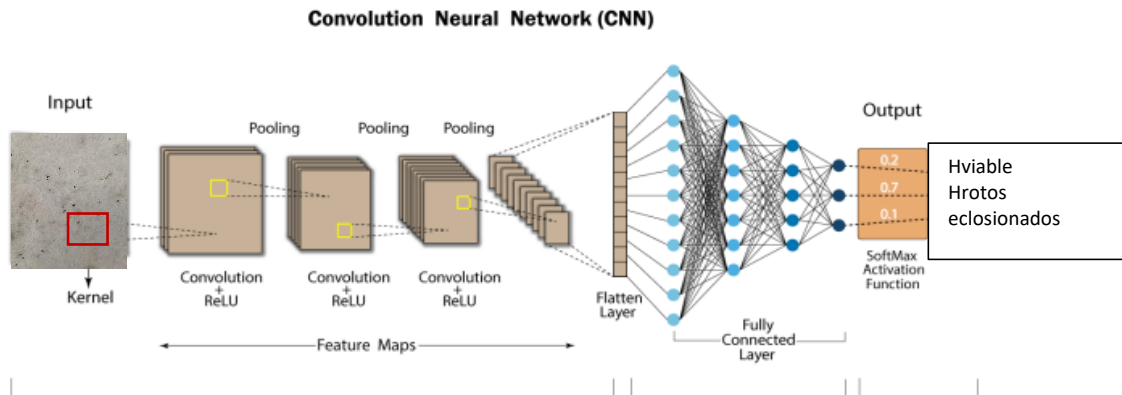 Convolution Neural Network (CNN)
Input
Kernel
Pooling
Pooling
Pooling
Convolution
+
ReLU
Convolution
+
ReLU
Convolution
+
ReLU
Feature Maps
Flatten
Layer
Fully
Connected
Layer
Output
0.2
0.7
0.1
SoftMax
Activation
Function
Hviable
Hrotos
eclosionados